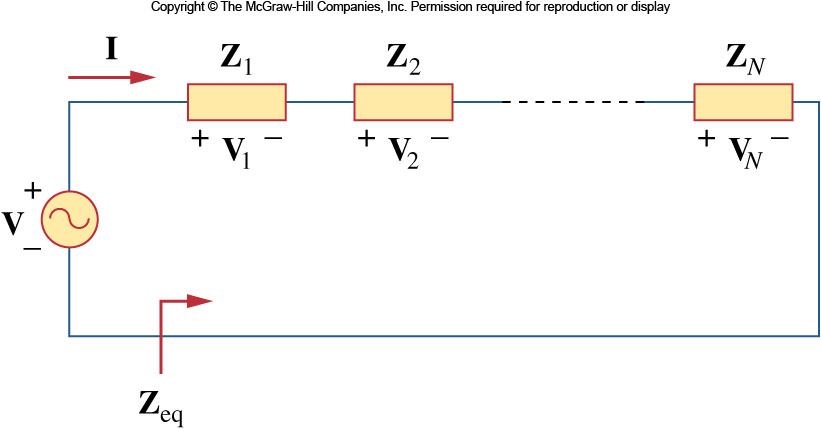 Copyright © The McGraw-Hill Companies, Inc. Permission required for reproduction or display
I
Z1 Z2 ZN
+ V1 − + V2 − + VN −
+
V
−
Zeq